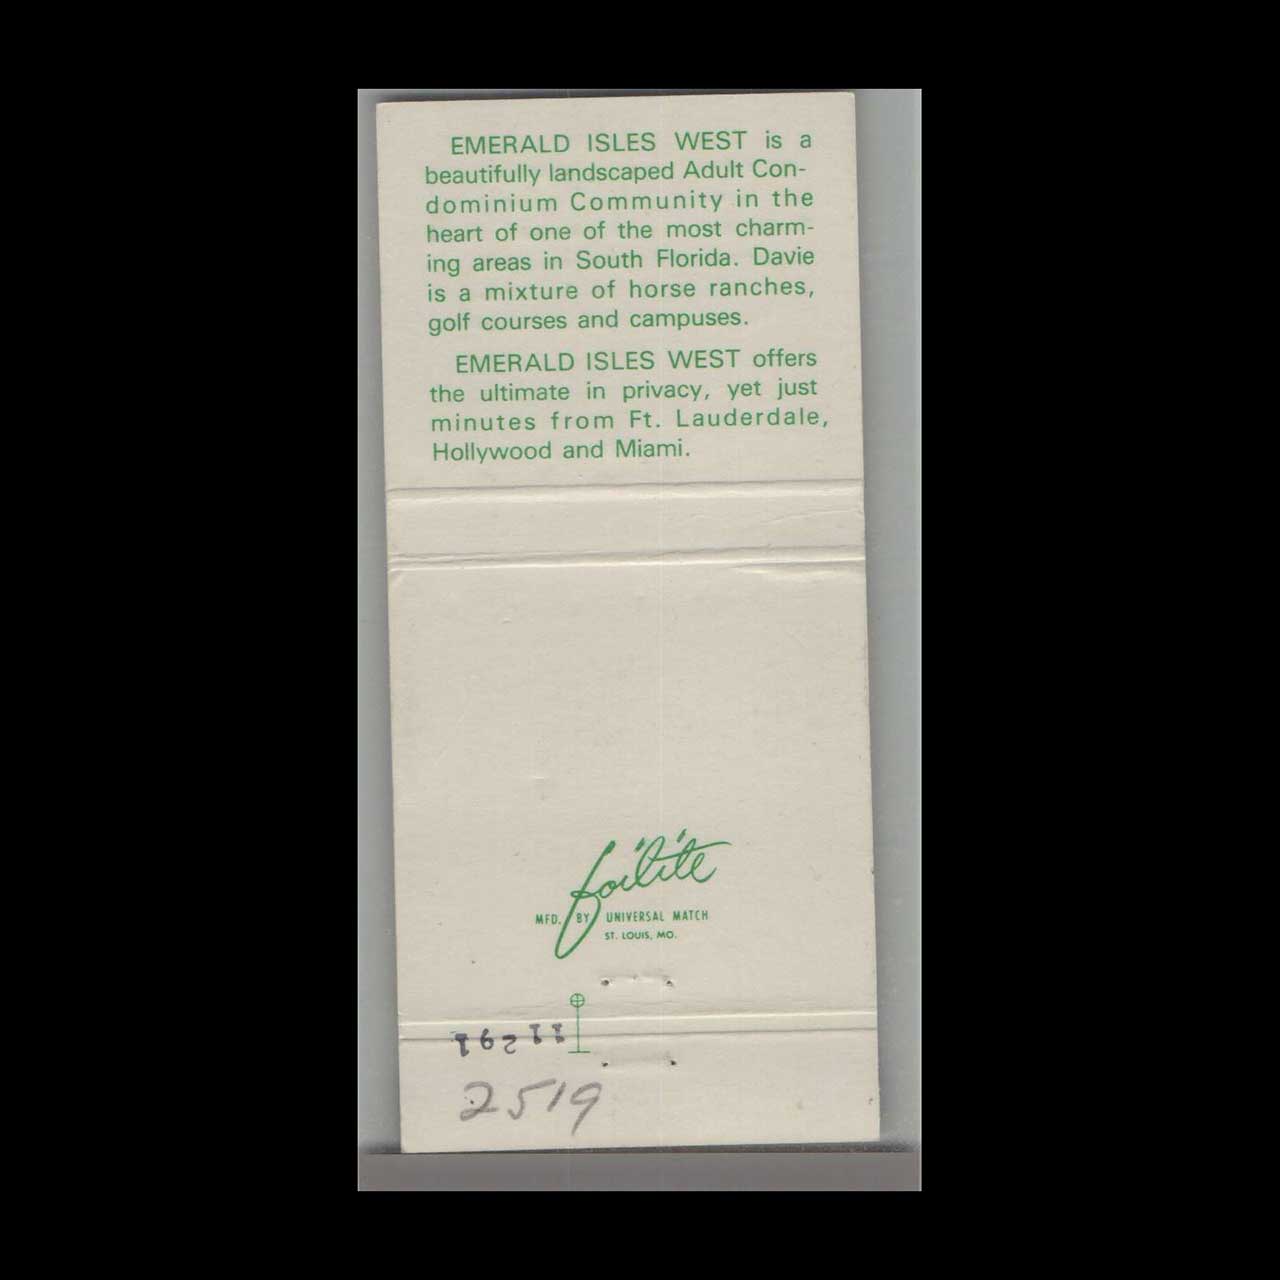 EMERALD ISLES WEST is a
beautifully landscaped Adult Con-
dominium Community in the
heart of one of the most charm-
ing areas in South Florida. Davie
is a mixture of horse ranches,
golf courses and campuses.
EMERALD ISLES WEST offers
the ultimate in privacy, yet just
minutes from Ft. Lauderdale,
Hollywood and Miami.
foilite
MFD. BY UNIVERSAL MATCH
ST. LOUIS, MO.
11291
2519